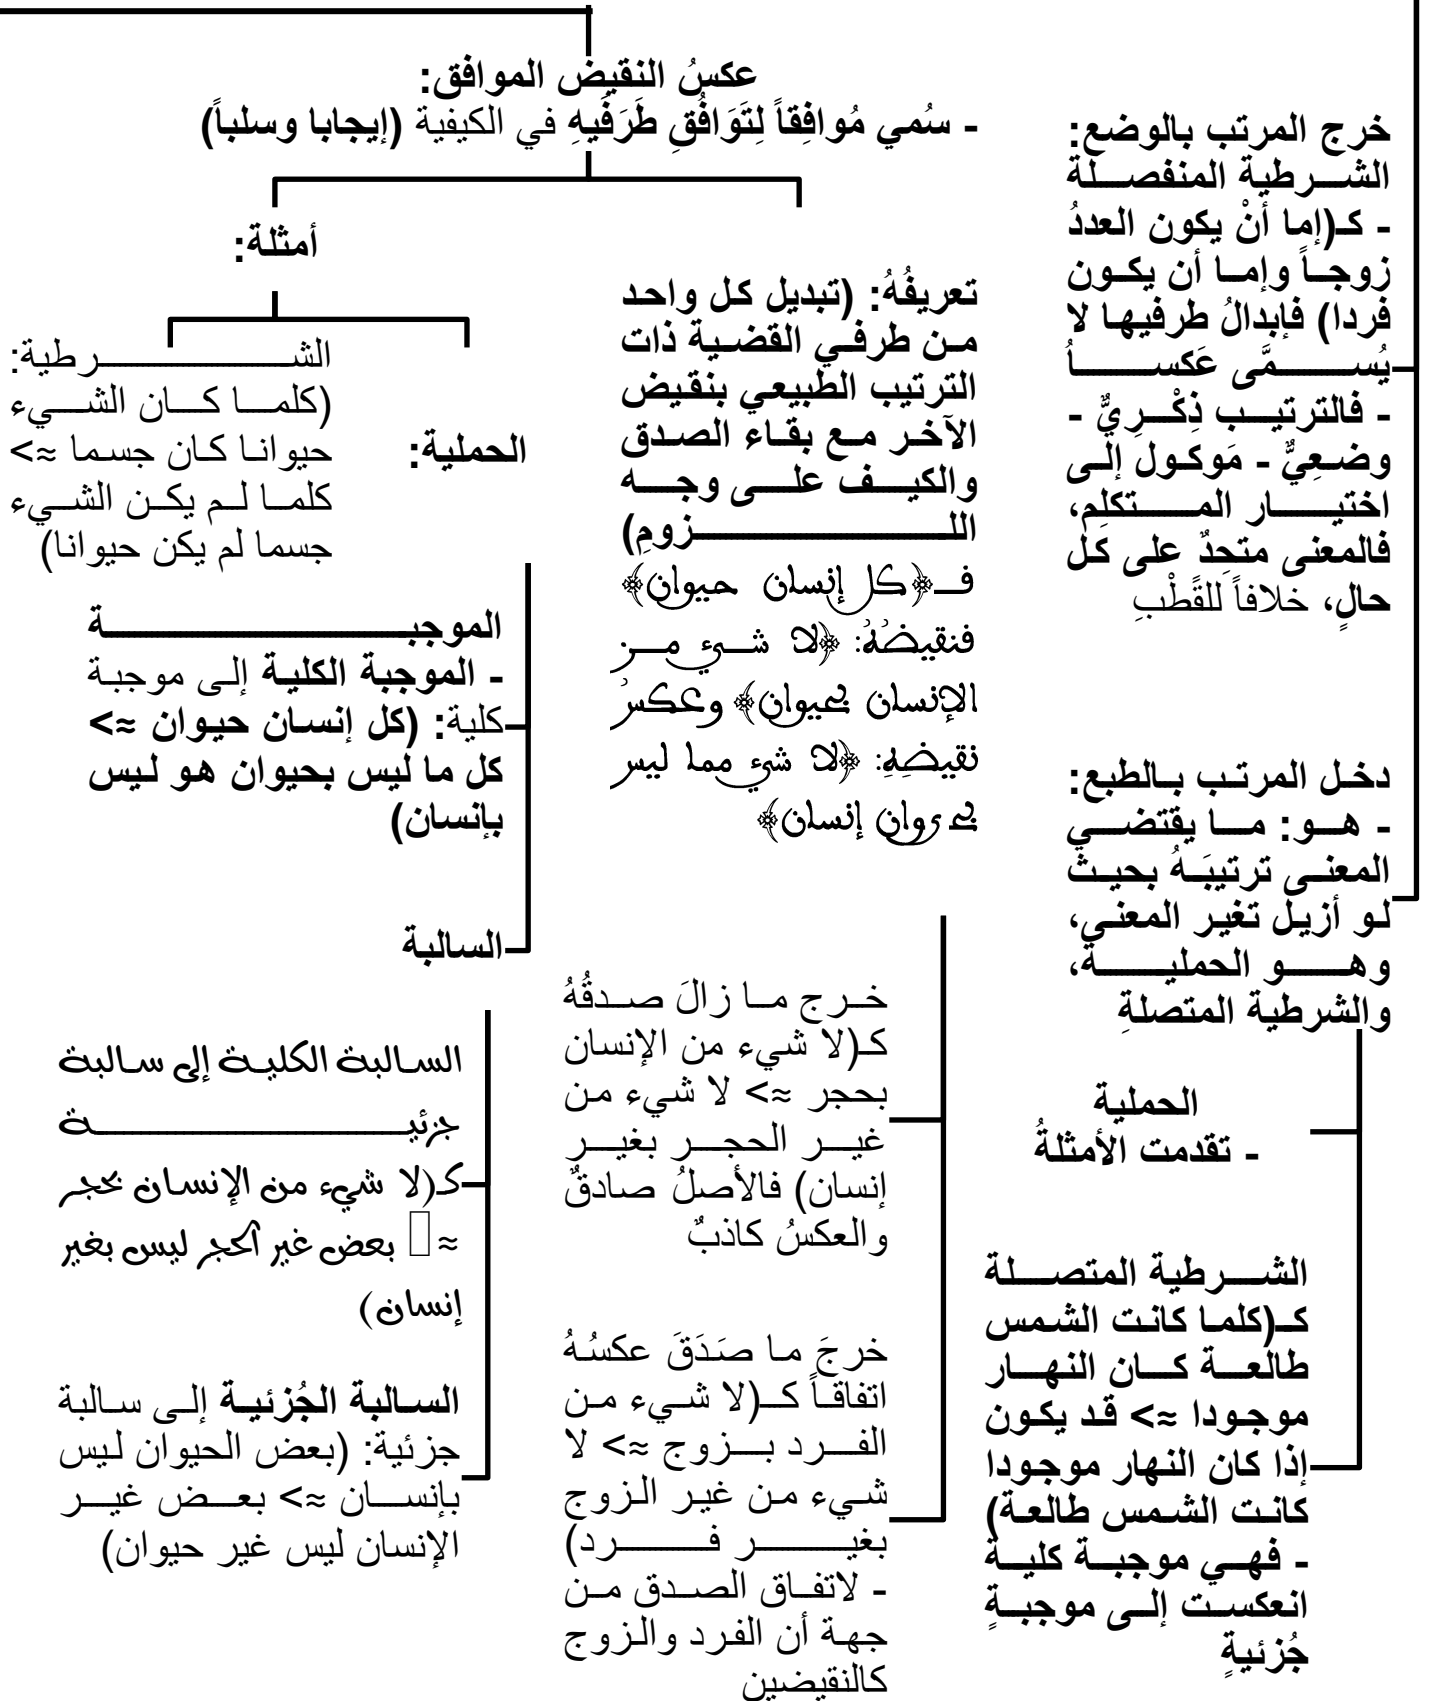 عكسُ النقيض الموافق:
- سُمي مُوافِقاً لِتَوَافُقِ طَرَفَيهِ في الكيفية (إيجابا وسلباً)
خرج المرتب بالوضع:
الشرطية المنفصلة
- كـ(إما أنْ يكون العددُ
زوجاً وإما أن يكون
فردا) فإبدالُ طرفيها لا
يُسمَّى عَكساً
- فالترتيب ذِكْرِيٌّ -
وضعِيٌّ - مَوكول إلى
اختيار المتكلم،
فالمعنى متحِدٌ على كل
حالٍ، خلافاً للقُطْبِ
دخل المرتب بالطبع:
- هو: ما يقتضي
المعنى ترتيبَهُ بحيث
لو أزيل تغير المعنى،
وهو الحملية،
والشرطية المتصلةِ
الحملية
- تقدمت الأمثلةُ
الشرطية المتصلة
كـ(كلما كانت الشمس
طالعة كان النهار
موجودا ≈> قد يكون
إذا كان النهار موجودا
كانت الشمس طالعة)
- فهي موجبة كلية
انعكست إلى موجبةٍ
جُزئيةٍ
تعريفُهُ: (تبديل كل واحد
من طرفي القضية ذات
الترتيب الطبيعي بنقيض
الآخر مع بقاء الصدق
والكيف على وجه
اللزومِ)
فـ﴿كل إنسان حيوان﴾
فنقيضُهُ: ﴿لا شيء من
الإنسان بحيوان﴾ وعكسُ
نقيضِهِ: ﴿لا شيء مما ليس
بحيوان إنسان﴾
خرج ما زالَ صدقُهُ
كـ(لا شيء من الإنسان
بحجر ≈> لا شيء من
غير الحجر بغير
إنسان) فالأصلُ صادقٌ
والعكسُ كاذبٌ
خرجَ ما صَدَقَ عكسُهُ
اتفاقاً كـ(لا شيء من
الفرد بزوج ≈> لا
شيء من غير الزوج
بغير فرد)
- لاتفاق الصدق من
جهة أن الفرد والزوج
كالنقيضين
أمثلة:
الحملية:
الموجبة
- الموجبة الكلية إلى موجبة
كلية: (كل إنسان حيوان ≈>
كل ما ليس بحيوان هو ليس
بإنسان)
السالبة
السالبة الكلية إلى سالبة
جزئية
كـ(لا شيء من الإنسان بحجر
≈ بعض غير الحجر ليس بغير
إنسان)
السالبة الجُزئية إلى سالبة
جزئية: (بعض الحيوان ليس
بإنسان ≈> بعض غير
الإنسان ليس غير حيوان)
الشرطية:
(كلما كان الشيء
حيوانا كان جسما ≈>
كلما لم يكن الشيء
جسما لم يكن حيوانا)